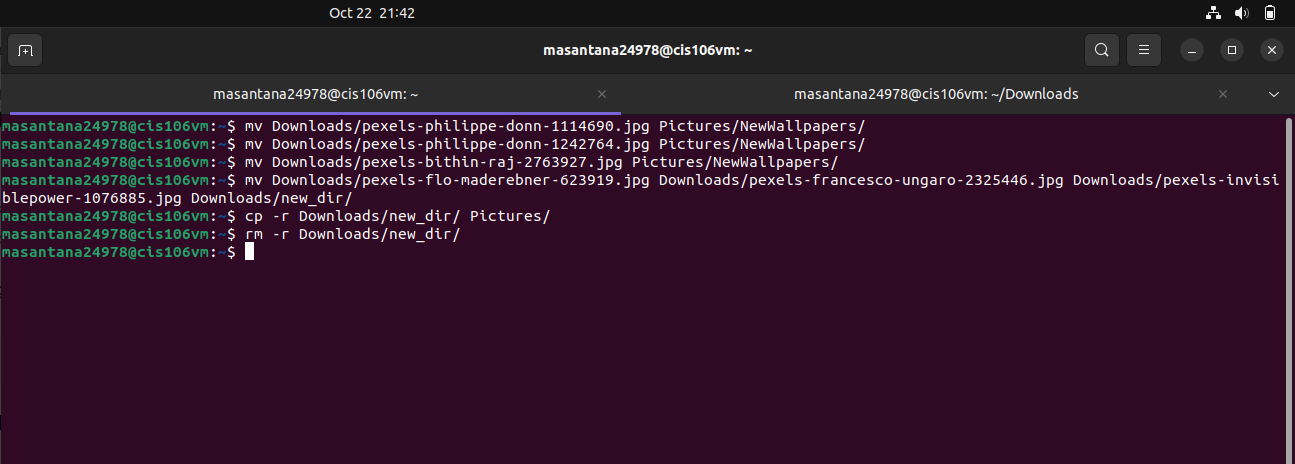 Oct 22 21:42
masantana24978@cis106vm: ~
masantana24978@cis106vm: ~
masantana24978@cis106vm: ~/Downloads
masantana24978@cis106vm:~$ mv Downloads/pexels-philippe-donn-1114690.jpg Pictures/NewWallpapers/
masantana24978@cis106vm:~$ mv Downloads/pexels-philippe-donn-1242764.jpg Pictures/NewWallpapers/
masantana24978@cis106vm:~$ mv Downloads/pexels-bithin-raj-2763927.jpg Pictures/NewWallpapers/
masantana24978@cis106vm:~$ mv Downloads/pexels-flo-maderebner-623919.jpg Downloads/pexels-francesco-ungaro-2325446.jpg Downloads/pexels-invisi
blepower-1076885.jpg Downloads/new_dir/
masantana24978@cis106vm:~$ cp -r Downloads/new_dir/ Pictures/
masantana24978@cis106vm:~$ rm -r Downloads/new_dir/
masantana24978@cis106vm:~$